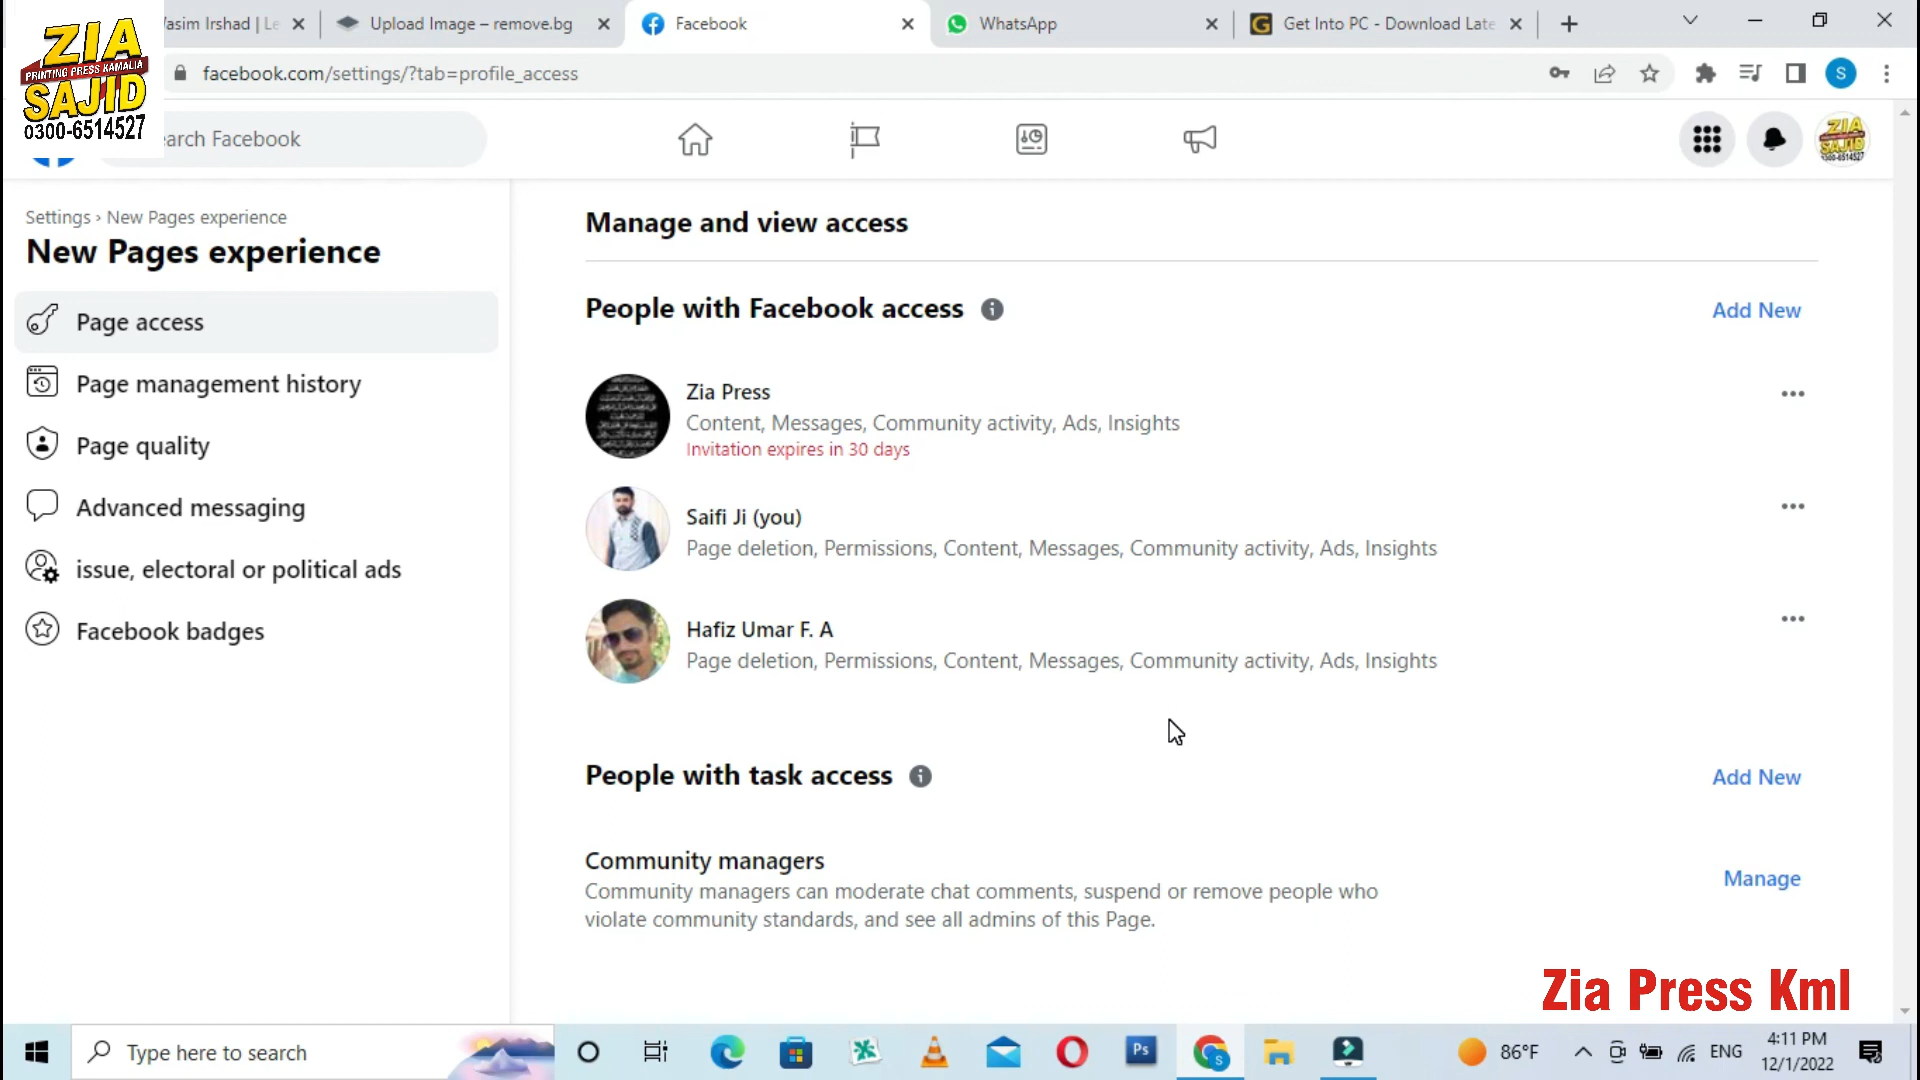 asim Irshad | Le
Upload Image – remove.bg
Facebook
WhatsApp
Get Into PC - Download Late
ZIA
PRINTING PRESS KAMALIA
SAJID
0300-6514527
facebook.com/settings/?tab=profile_access
S
earch Facebook
ZIA
SAJID
0300-6514527
Settings › New Pages experience
New Pages experience
Page access
Page management history
Page quality
Advanced messaging
issue, electoral or political ads
Facebook badges
Manage and view access
People with Facebook access
Add New
Zia Press
Content, Messages, Community activity, Ads, Insights
Invitation expires in 30 days
Saifi Ji (you)
Page deletion, Permissions, Content, Messages, Community activity, Ads, Insights
Hafiz Umar F. A
Page deletion, Permissions, Content, Messages, Community activity, Ads, Insights
People with task access
Add New
Community managers
Community managers can moderate chat comments, suspend or remove people who
violate community standards, and see all admins of this Page.
Manage
Zia Press Kml
Type here to search
Ps
S
86°F
ENG
4:11 PM
12/1/2022